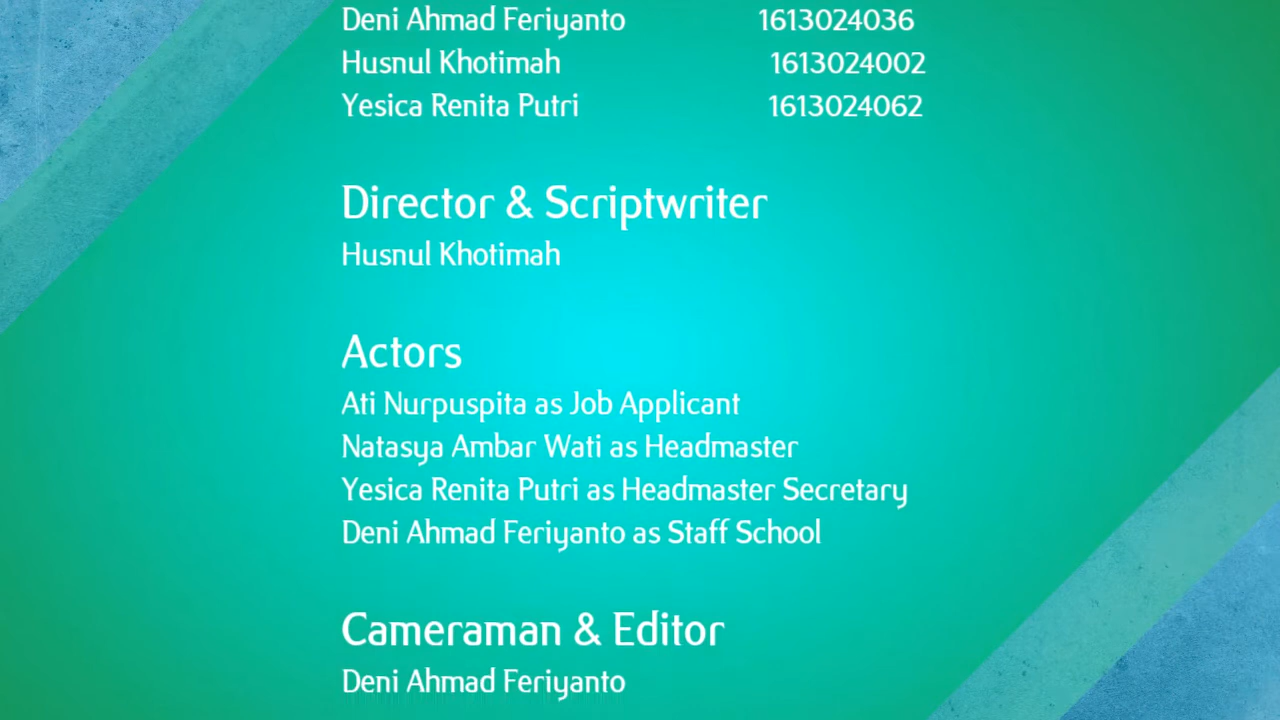 Deni Ahmad Feriyanto 1613024036
Husnul Khotimah 1613024002
Yesica Renita Putri 1613024062
Director & Scriptwriter
Husnul Khotimah
Actors
Ati Nurpuspita as Job Applicant
Natasya Ambar Wati as Headmaster
Yesica Renita Putri as Headmaster Secretary
Deni Ahmad Feriyanto as Staff School
Cameraman & Editor
Deni Ahmad Feriyanto